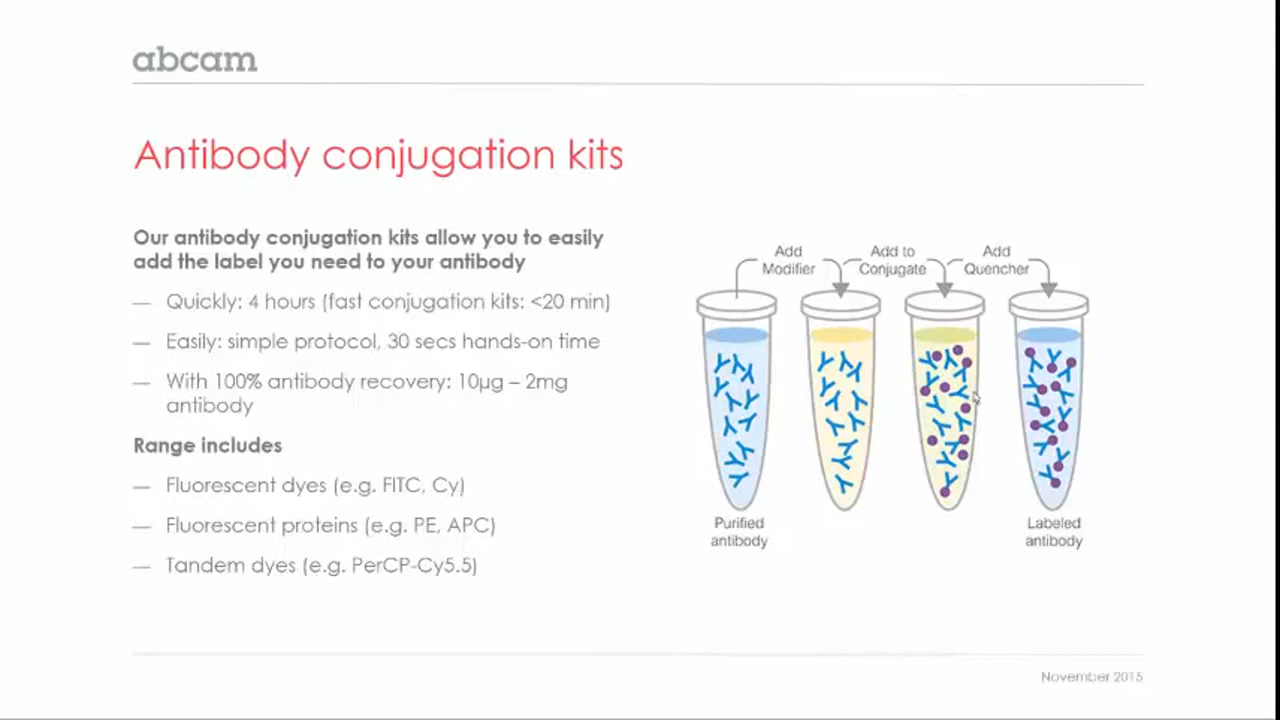 abcam
Antibody conjugation kits
Our antibody conjugation kits allow you to easily
add the label you need to your antibody
— Quickly: 4 hours (fast conjugation kits: <20 min)
— Easily: simple protocol, 30 secs hands-on time
— With 100% antibody recovery: 10µg – 2mg
antibody
Range includes
— Fluorescent dyes (e.g. FITC, Cy)
— Fluorescent proteins (e.g. PE, APC)
— Tandem dyes (e.g. PerCP-Cy5.5)
Add
Modifier
Add to
Conjugate
Add
Quencher
Purified
antibody
Labeled
antibody
November 2015